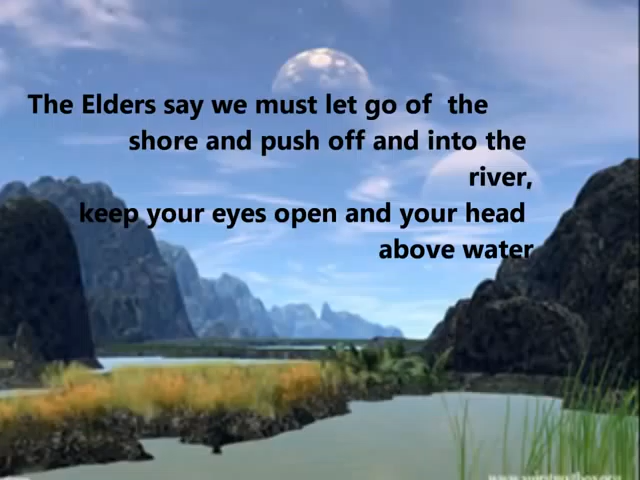 The Elders say we must let go of the
shore and push off and into the
river,
keep your eyes open and your head
above water